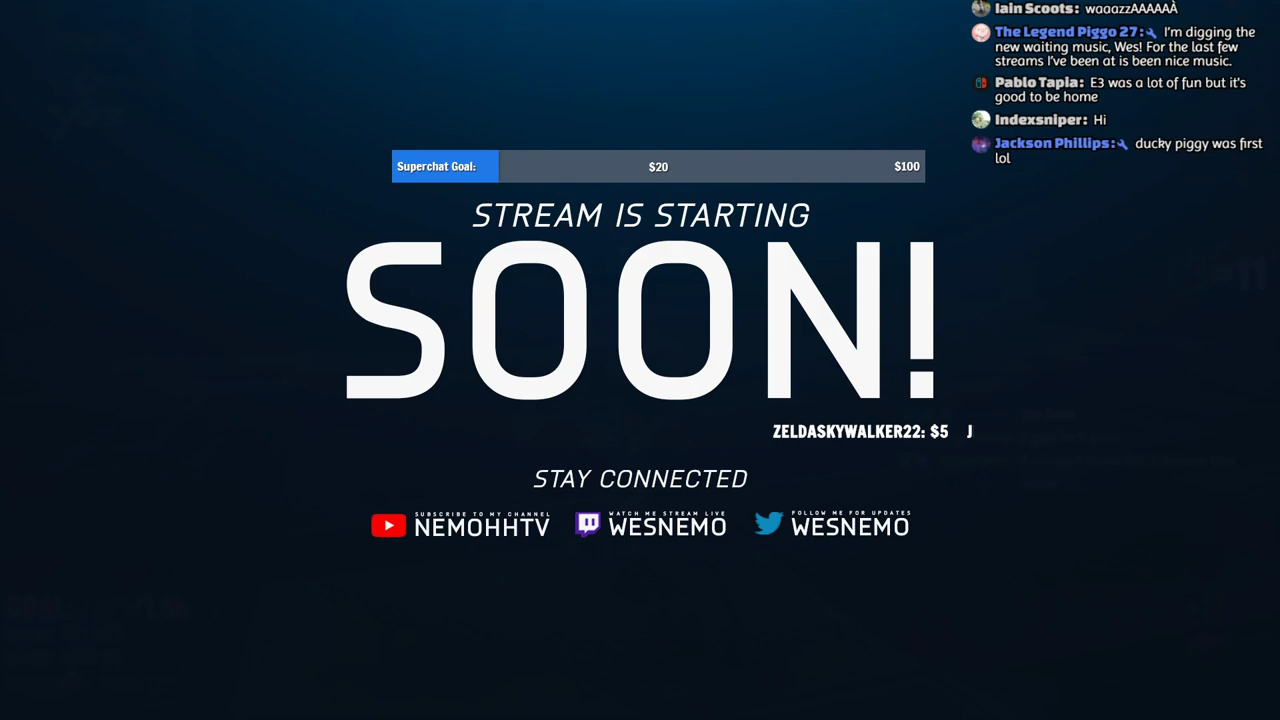 Iain Scoots: waaazzAAAAAÀ
The Legend Piggo 27: I'm digging the
new waiting music, Wes! For the last few
streams I've been at is been nice music.
Pablo Tapia: E3 was a lot of fun but it's
good to be home
Indexsniper: Hi
Jackson Phillips: ducky piggy was first
lol
Superchat Goal: $20 $100
STREAM IS STARTING
SOON!
ZELDASKYWALKER22: $5 J
STAY CONNECTED
SUBSCRIBE TO MY CHANNEL
NEMOHHTV
WATCH ME STREAM LIVE
WESNEMO
FOLLOW ME FOR UPDATES
WESNEMO